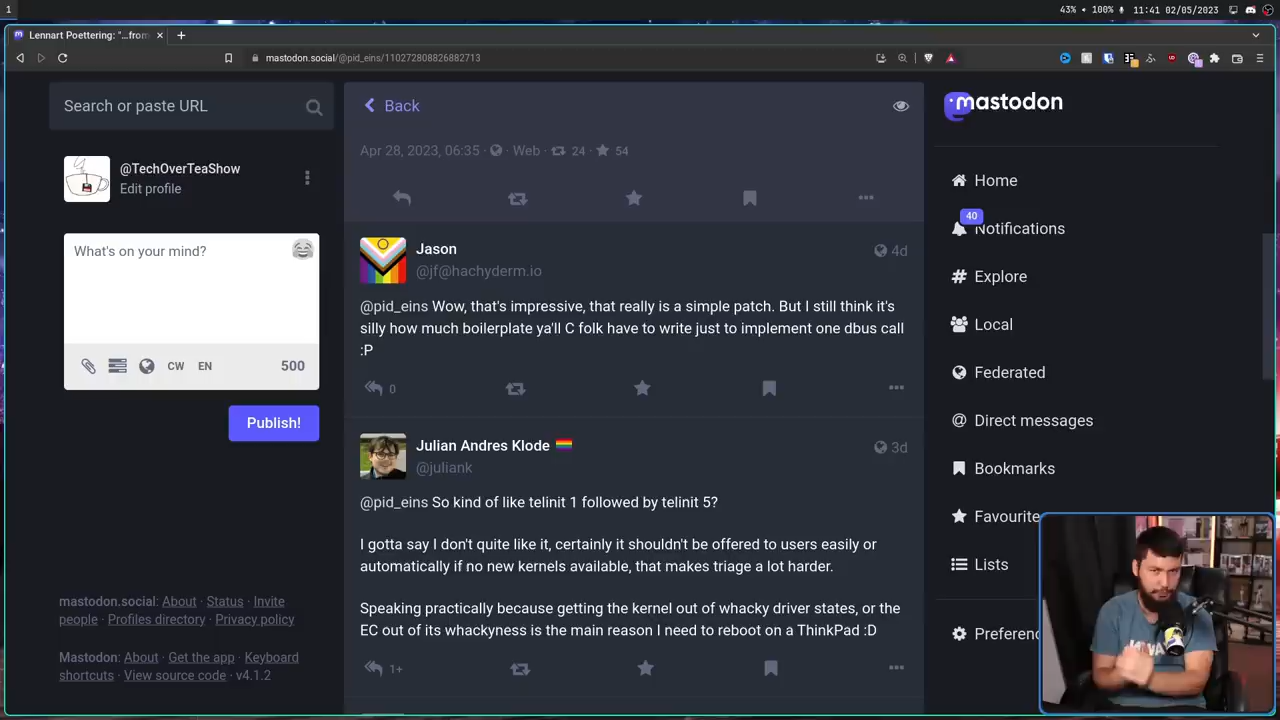 1
43%
100%
11:41 02/05/2023
Lennart Poettering: "...from
mastodon.social/@pid_eins/110272808826882713
Search or paste URL
@TechOverTeaShow
Edit profile
What's on your mind?
CW
EN
500
Publish!
mastodon.social: About · Status · Invite
people · Profiles directory · Privacy policy
Mastodon: About · Get the app · Keyboard
shortcuts · View source code · v4.1.2
Back
Apr 28, 2023, 06:35 · Web · 24 · 54
Jason
@jf@hachyderm.io
4d
@pid_eins Wow, that's impressive, that really is a simple patch. But I still think it's
silly how much boilerplate ya'll C folk have to write just to implement one dbus call
:P
0
Julian Andres Klode
@juliank
3d
@pid_eins So kind of like telinit 1 followed by telinit 5?
I gotta say I don't quite like it, certainly it shouldn't be offered to users easily or
automatically if no new kernels available, that makes triage a lot harder.
Speaking practically because getting the kernel out of whacky driver states, or the
EC out of its whackyness is the main reason I need to reboot on a ThinkPad :D
1+
mastodon
Home
40
Notifications
Explore
Local
Federated
Direct messages
Bookmarks
Favourite
Lists
Preferen